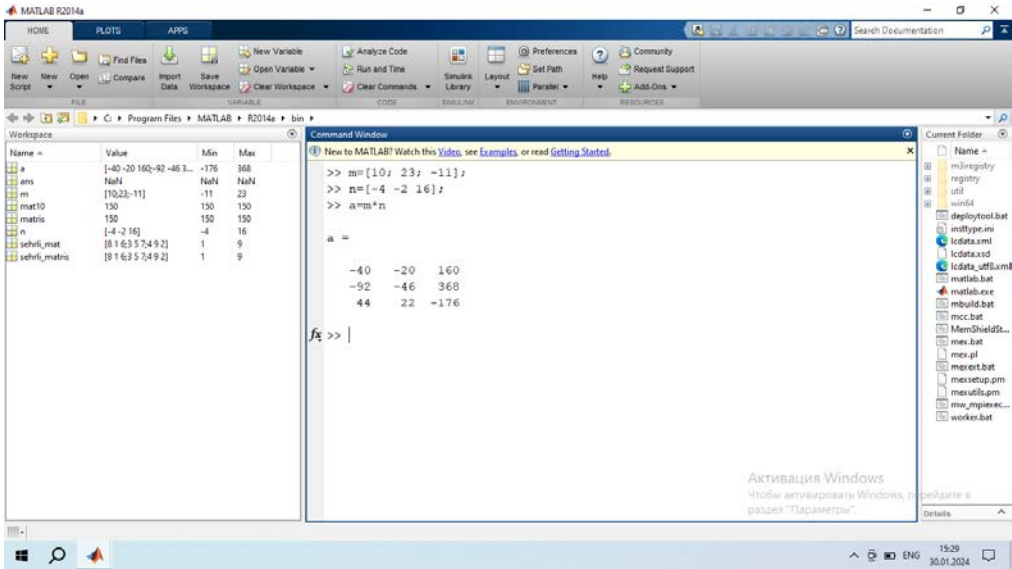 MATLAB R2014a
HOME PLOTS APPS Search Documentation
New Script New Open Find Files Compare Import Data Save Workspace New Variable Open Variable Clear Workspace Analyze Code Run and Time Clear Commands Simulink Library Layout Preferences Set Path Parallel Help Community Request Support Add-Ons
FILE VARIABLE CODE SIMULINK ENVIRONMENT RESOURCES
C: Program Files MATLAB R2014a bin
Workspace
Name Value Min Max
a [-40 -20 160;-92 -46 3... -176 368
ans NaN NaN NaN
m [10;23;-11] -11 23
mat10 150 150 150
matris 150 150 150
n [-4 -2 16] -4 16
sehrli_mat [8 1 6;3 5 7;4 9 2] 1 9
sehrli_matris [8 1 6;3 5 7;4 9 2] 1 9
Command Window
New to MATLAB? Watch this Video, see Examples, or read Getting Started.
>> m=[10; 23; -11];
>> n=[-4 -2 16];
>> a=m*n
a =
-40 -20 160
-92 -46 368
44 22 -176
fx >>
Current Folder
Name
m3iregistry
registry
util
win64
deploytool.bat
insttype.ini
lcdata.xml
lcdata.xsd
lcdata_utf8.xml
matlab.bat
matlab.exe
mbuild.bat
mcc.bat
MemShieldSt...
mex.bat
mex.pl
mexext.bat
mexsetup.pm
mexutils.pm
mw_mpiexec...
worker.bat
Details
Активация Windows
Чтобы активировать Windows, перейдите в
раздел "Параметры".
ENG 15:29
30.01.2024